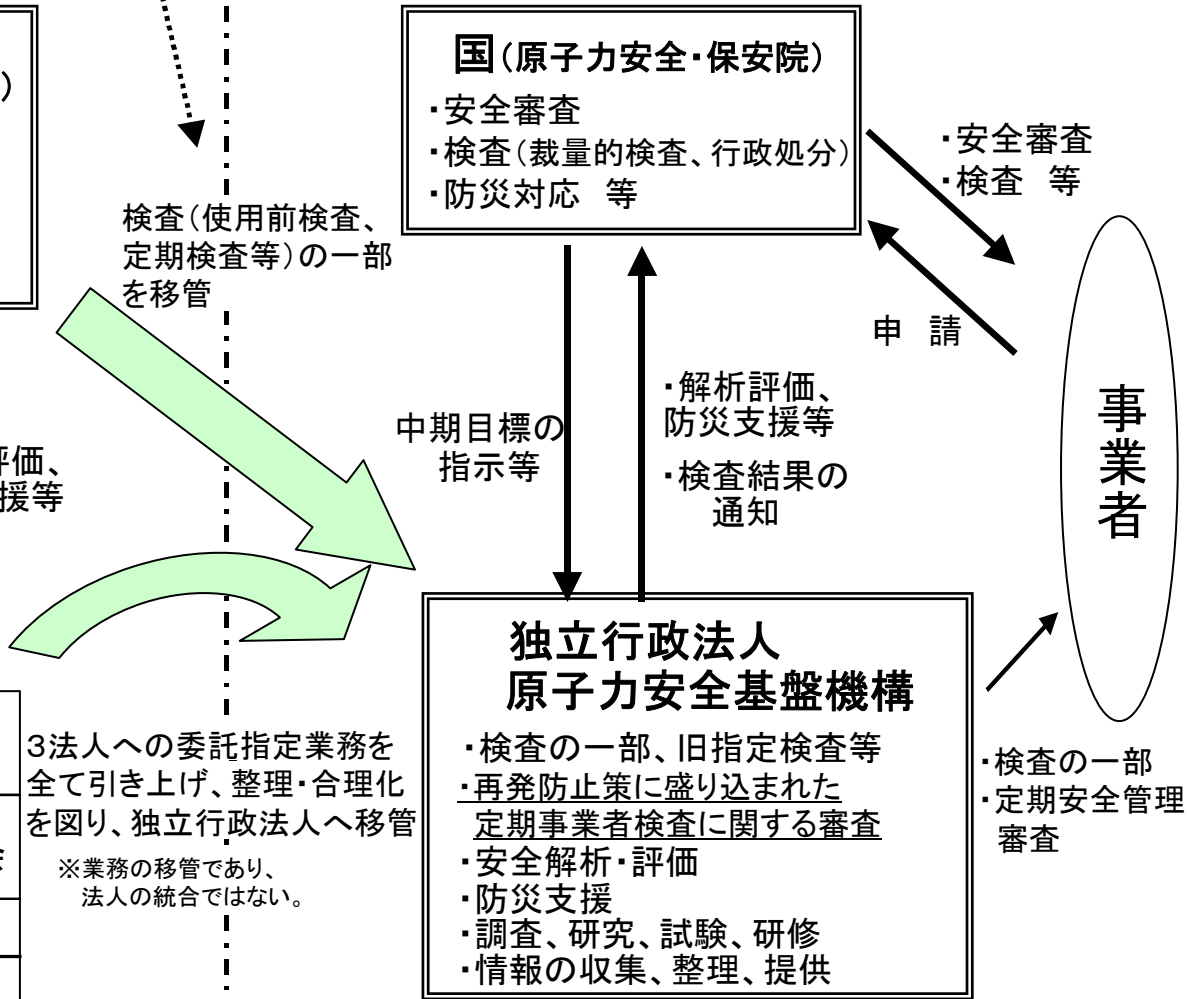 )
国(原子力安全・保安院)
・安全審査
・検査(裁量的検査、行政処分)
・防災対応 等
・安全審査
・検査 等
検査(使用前検査、
定期検査等)の一部
を移管
申 請
事業者
中期目標の
指示等
・解析評価、
防災支援等
・検査結果の
通知
評価、
援等
独立行政法人
原子力安全基盤機構
・検査の一部、旧指定検査等
・再発防止策に盛り込まれた
定期事業者検査に関する審査
・安全解析・評価
・防災支援
・調査、研究、試験、研修
・情報の収集、整理、提供
3法人への委託指定業務を
全て引き上げ、整理・合理化
を図り、独立行政法人へ移管
※業務の移管であり、
法人の統合ではない。
・検査の一部
・定期安全管理
審査